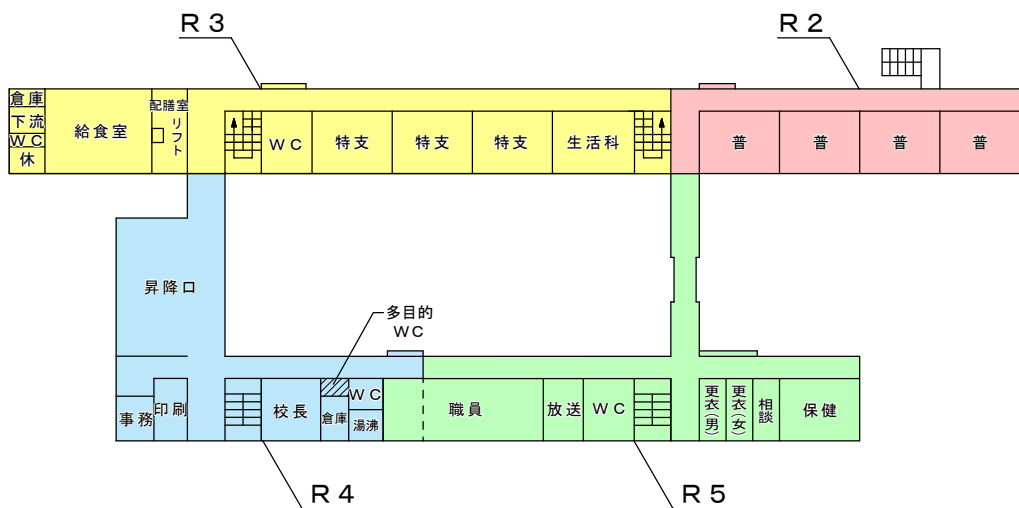 Ｒ３
Ｒ２
倉庫
下流
ＷＣ
休
給食室
配膳室
リフト
ＷＣ
特支
特支
特支
生活科
普
普
普
普
昇降口
多目的
ＷＣ
事務
印刷
校長
倉庫
ＷＣ
湯沸
職員
放送
ＷＣ
更衣(男)
更衣(女)
相談
保健
Ｒ４
Ｒ５